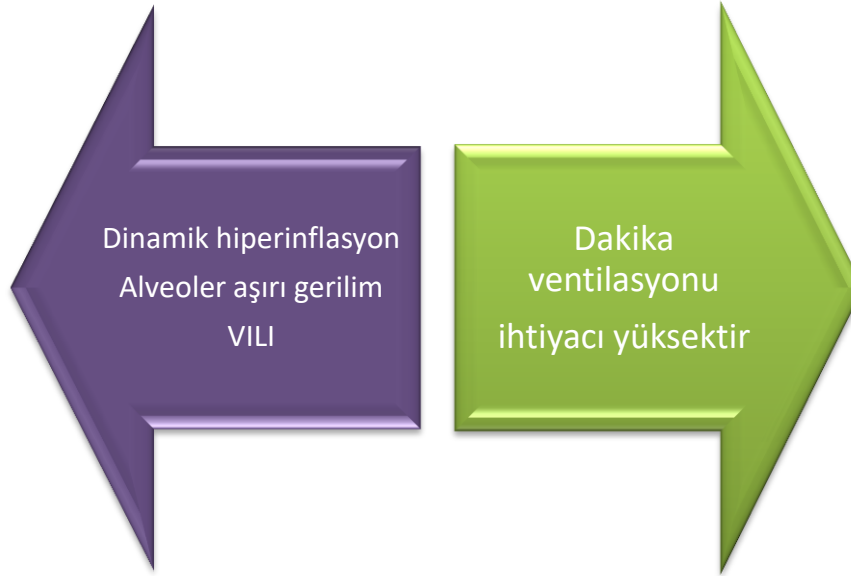 Dinamik hiperinflasyon
Alveoler aşırı gerilim
VILI
Dakika
ventilasyonu
ihtiyacı yüksektir